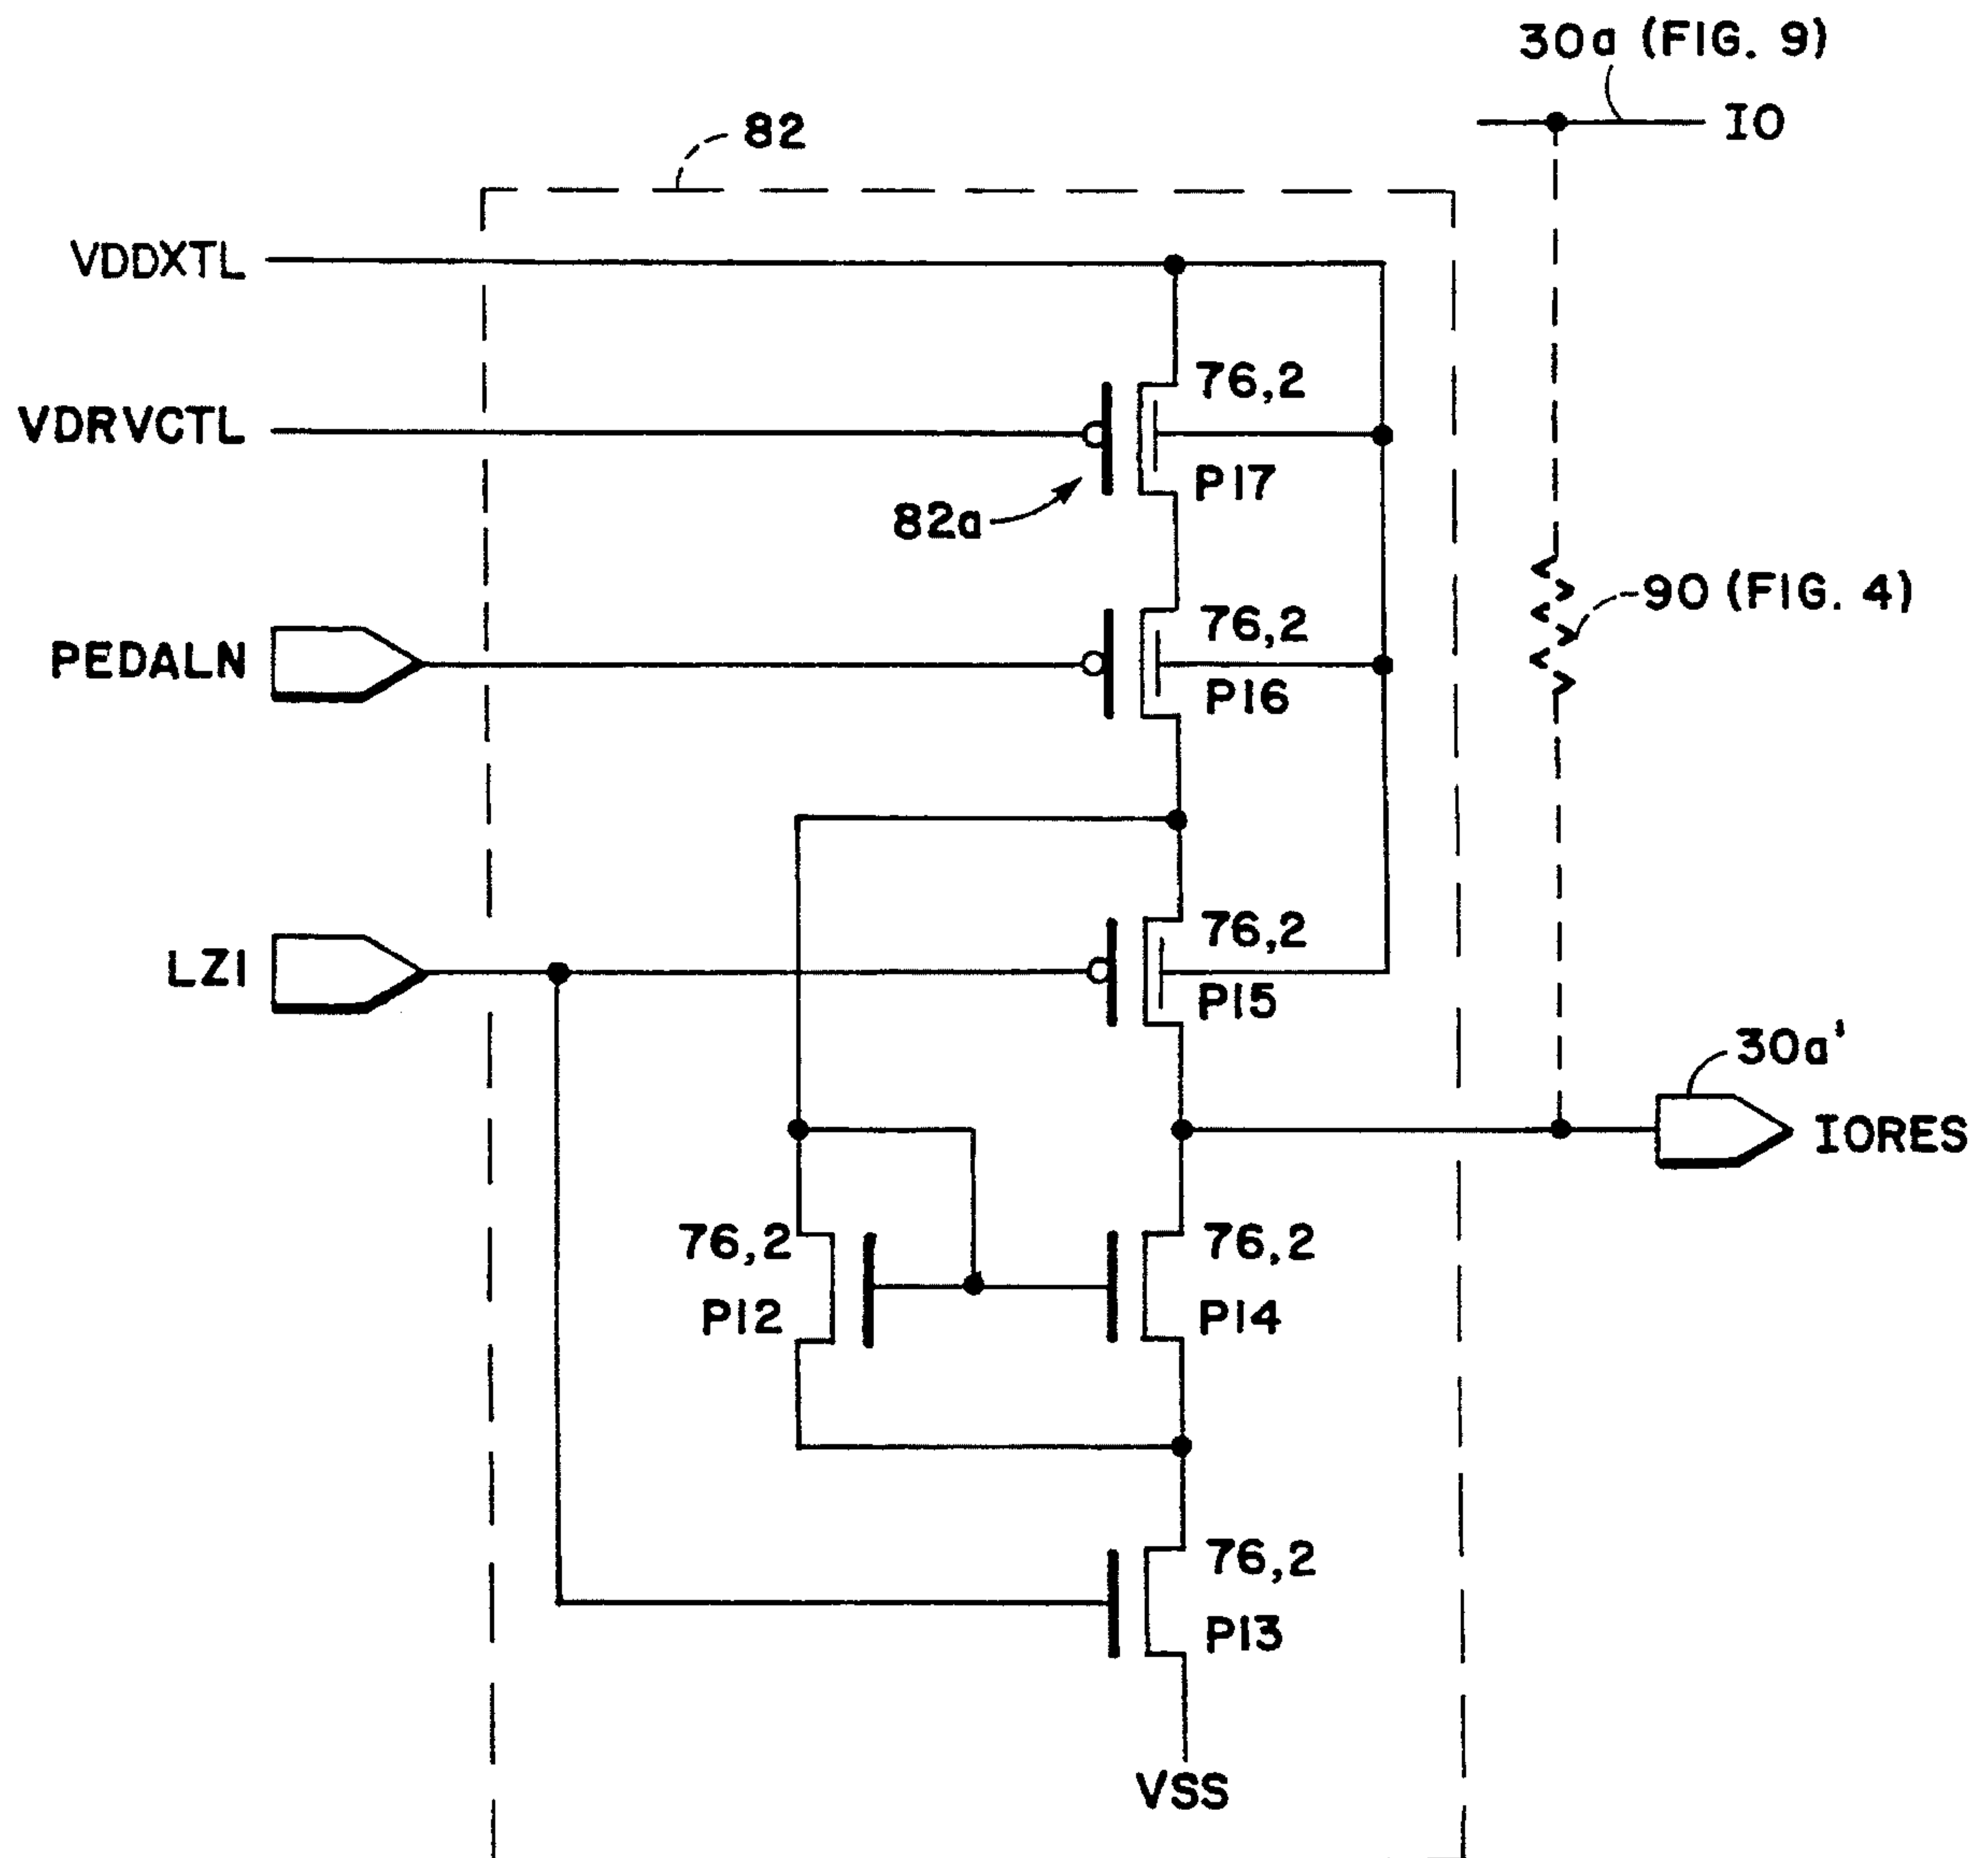 30a (FIG. 9)
IO
82
VDDXTL
76,2
VDRVCTL
P17
82a
90 (FIG. 4)
76,2
PEDALN
P16
76,2
LZ1
P15
30a'
IORES
76,2
76,2
P12
P14
76,2
P13
VSS